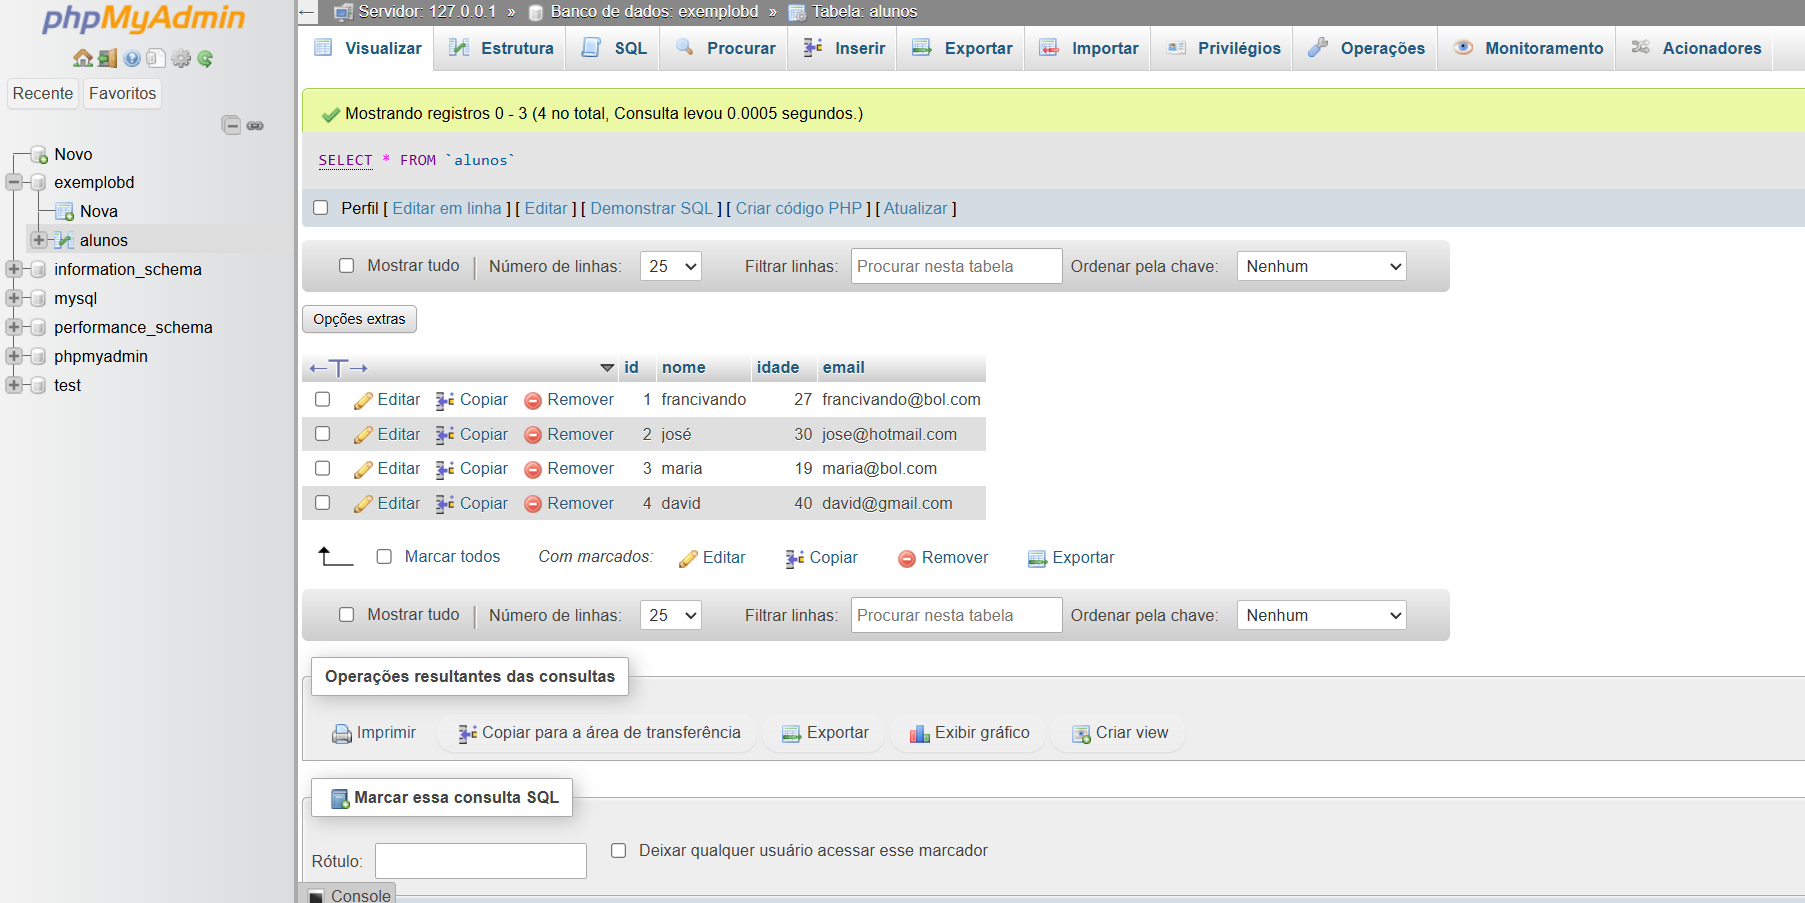 phpMyAdmin
Recente Favoritos
Novo
exemplobd
Nova
alunos
information_schema
mysql
performance_schema
phpmyadmin
test
Servidor: 127.0.0.1 » Banco de dados: exemplobd » Tabela: alunos
Visualizar Estrutura SQL Procurar Inserir Exportar Importar Privilégios Operações Monitoramento Acionadores
Mostrando registros 0 - 3 (4 no total, Consulta levou 0.0005 segundos.)
SELECT * FROM `alunos`
Perfil [ Editar em linha ] [ Editar ] [ Demonstrar SQL ] [ Criar código PHP ] [ Atualizar ]
Mostrar tudo | Número de linhas: 25 Filtrar linhas: Procurar nesta tabela Ordenar pela chave: Nenhum
Opções extras
←T→ id nome idade email
Editar Copiar Remover 1 francivando 27 francivando@bol.com
Editar Copiar Remover 2 josé 30 jose@hotmail.com
Editar Copiar Remover 3 maria 19 maria@bol.com
Editar Copiar Remover 4 david 40 david@gmail.com
Marcar todos Com marcados: Editar Copiar Remover Exportar
Mostrar tudo | Número de linhas: 25 Filtrar linhas: Procurar nesta tabela Ordenar pela chave: Nenhum
Operações resultantes das consultas
Imprimir Copiar para a área de transferência Exportar Exibir gráfico Criar view
Marcar essa consulta SQL
Rótulo: Deixar qualquer usuário acessar esse marcador
Console